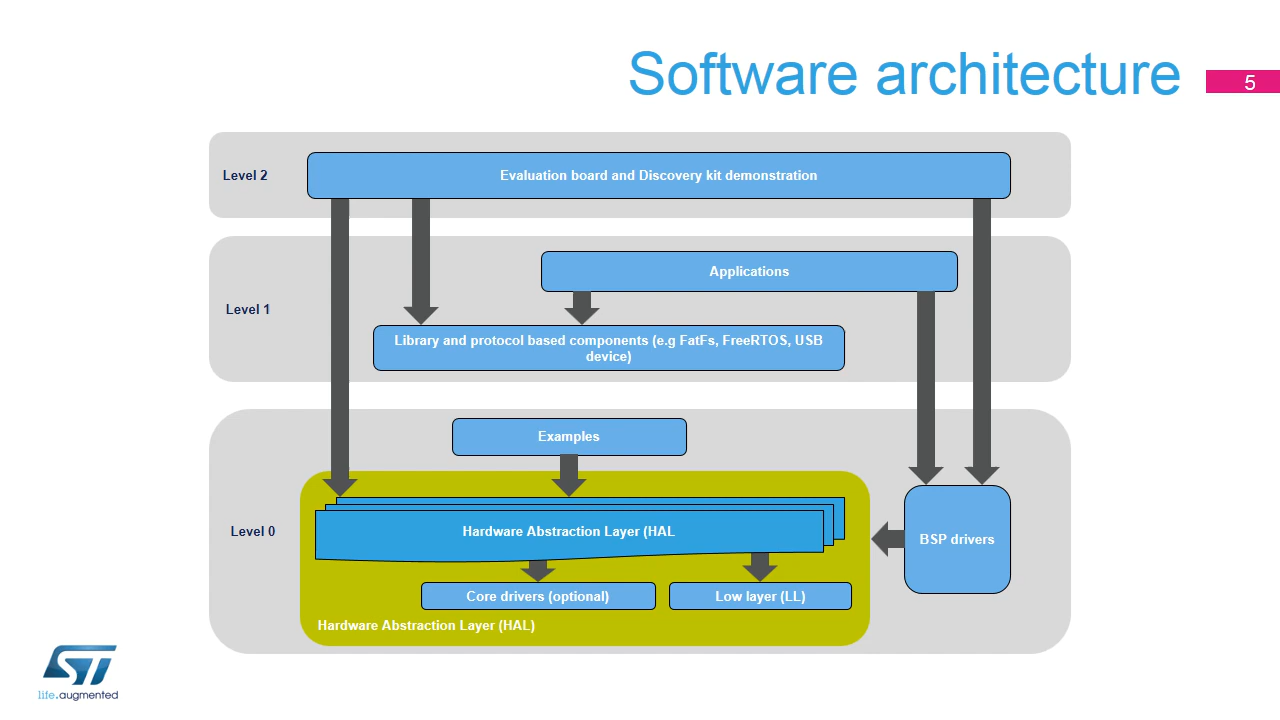 Software architecture
5
Level 2
Evaluation board and Discovery kit demonstration
Applications
Level 1
Library and protocol based components (e.g FatFs, FreeRTOS, USB
device)
Examples
Level 0
Hardware Abstraction Layer (HAL
BSP drivers
Core drivers (optional)
Low layer (LL)
Hardware Abstraction Layer (HAL)
ST
life.augmented